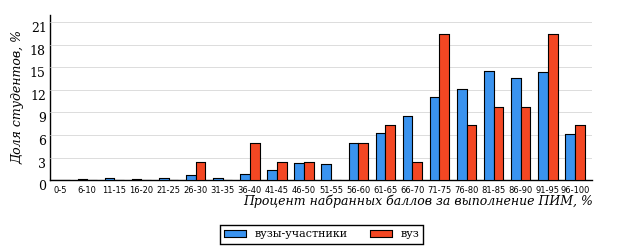 Доля студентов, %
21
18
15
12
9
6
3
0
0-5 6-10 11-15 16-20 21-25 26-30 31-35 36-40 41-45 46-50 51-55 56-60 61-65 66-70 71-75 76-80 81-85 86-90 91-95 96-100
Процент набранных баллов за выполнение ПИМ, %
вузы-участники вуз